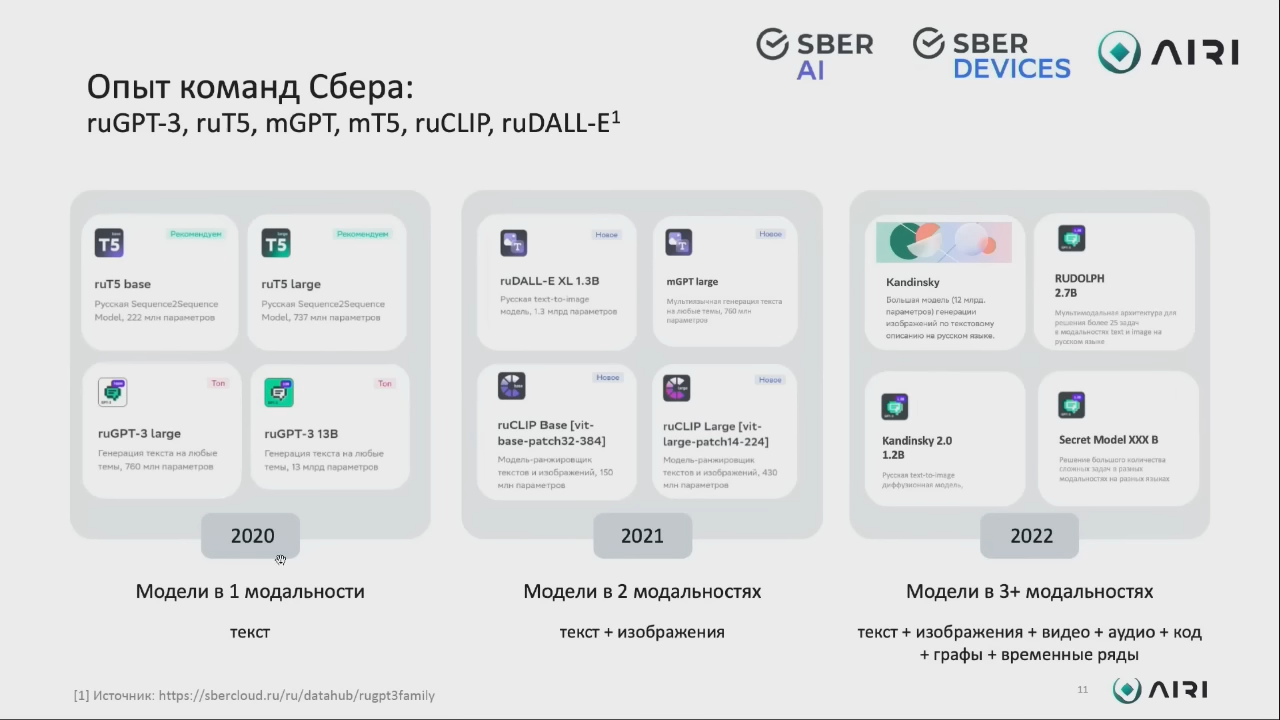 SBER
AI
SBER
DEVICES
AIRI
Опыт команд Сбера:
ruGPT-3, ruT5, mGPT, mT5, ruCLIP, ruDALL-E¹
T5
Рекомендуем
ruT5 base
Русская Sequence2Sequence
Model, 222 млн параметров
T5
Рекомендуем
ruT5 large
Русская Sequence2Sequence
Model, 737 млн параметров
Топ
ruGPT-3 large
Генерация текста на любые
темы, 760 млн параметров
Топ
ruGPT-3 13B
Генерация текста на любые
темы, 13 млрд параметров
2020
Модели в 1 модальности
текст
Новое
ruDALL-E XL 1.3B
Русская text-to-image
модель, 1.3 млрд параметров
Новое
mGPT large
Мультиязычная генерация текста
на любые темы, 760 млн
параметров
Новое
ruCLIP Base [vit-
base-patch32-384]
Модель-ранжировщик
текстов и изображений, 150
млн параметров
Новое
ruCLIP Large [vit-
large-patch14-224]
Модель-ранжировщик
текстов и изображений, 430
млн параметров
2021
Модели в 2 модальностях
текст + изображения
Kandinsky
Большая модель (12 млрд.
параметров) генерации
изображений по текстовому
описанию на русском языке.
RUDOLPH
2.7B
Мультимодальная архитектура для
решения более 25 задач
в модальностях text и image на
русском языке
Kandinsky 2.0
1.2B
Русская text-to-image
диффузионная модель,
Secret Model XXX B
Решение большого количества
сложных задач в разных
модальностях на разных языках
2022
Модели в 3+ модальностях
текст + изображения + видео + аудио + код
+ графы + временные ряды
[1] Источник: https://sbercloud.ru/ru/datahub/rugpt3family
11
AIRI